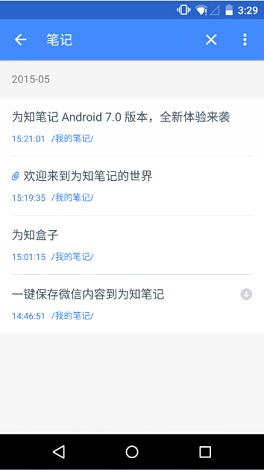 3:29
笔记
2015-05
为知笔记 Android 7.0 版本，全新体验来袭
15:21:01 /我的笔记/
欢迎来到为知笔记的世界
15:19:35 /我的笔记/
为知盒子
15:01:15 /我的笔记/
一键保存微信内容到为知笔记
14:46:51 /我的笔记/